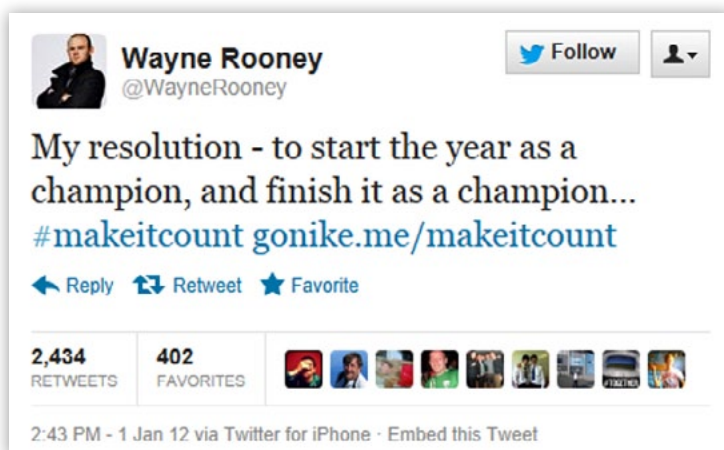 Wayne Rooney
@WayneRooney
Follow
My resolution - to start the year as a
champion, and finish it as a champion...
#makeitcount gonike.me/makeitcount
Reply Retweet Favorite
2,434 402
RETWEETS FAVORITES
#TOGETHER
2:43 PM - 1 Jan 12 via Twitter for iPhone · Embed this Tweet